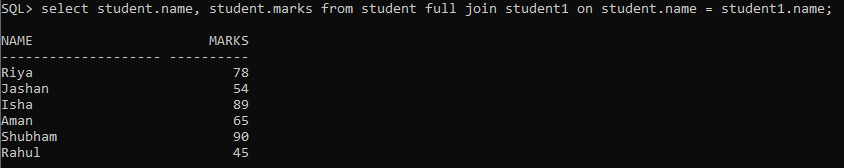 SQL> select student.name, student.marks from student full join student1 on student.name = student1.name;
NAME                      MARKS
-------------------- ----------
Riya                         78
Jashan                       54
Isha                         89
Aman                         65
Shubham                      90
Rahul                        45